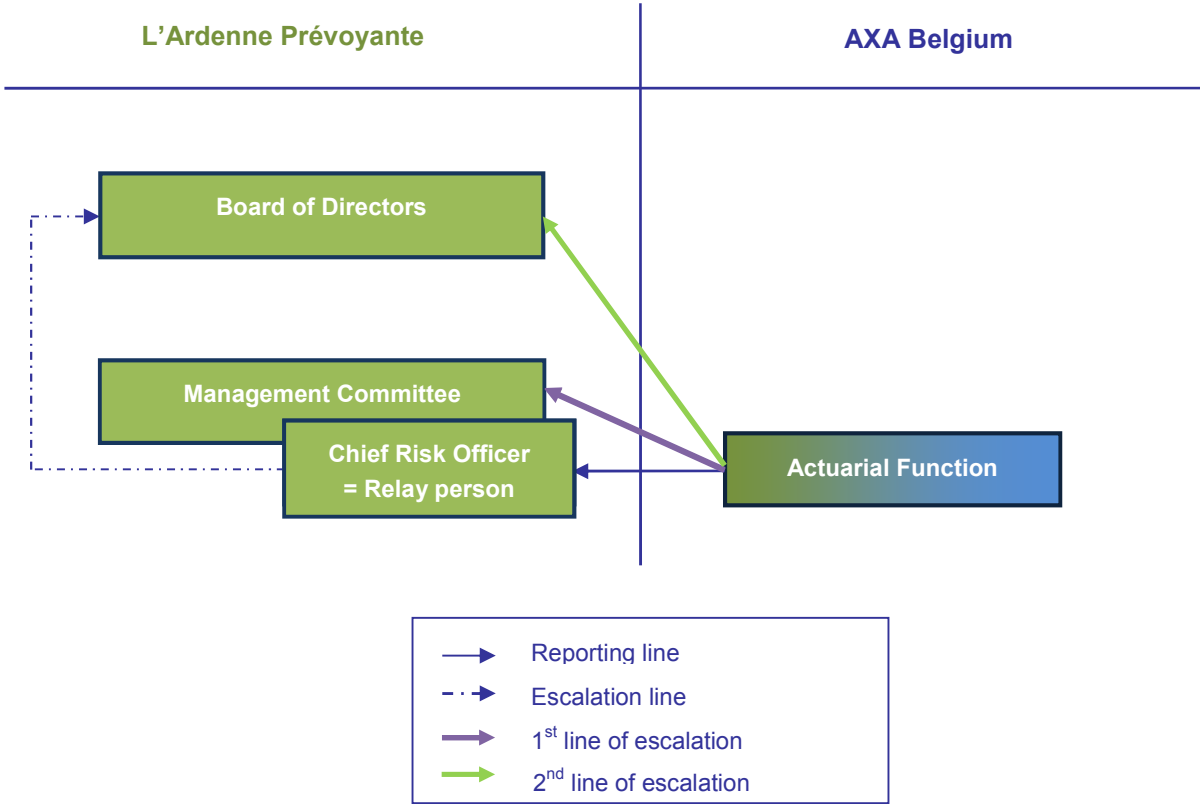 L’Ardenne Prévoyante
AXA Belgium
Board of Directors
Management Committee
Chief Risk Officer
= Relay person
Actuarial Function
Reporting line
Escalation line
1st line of escalation
2nd line of escalation